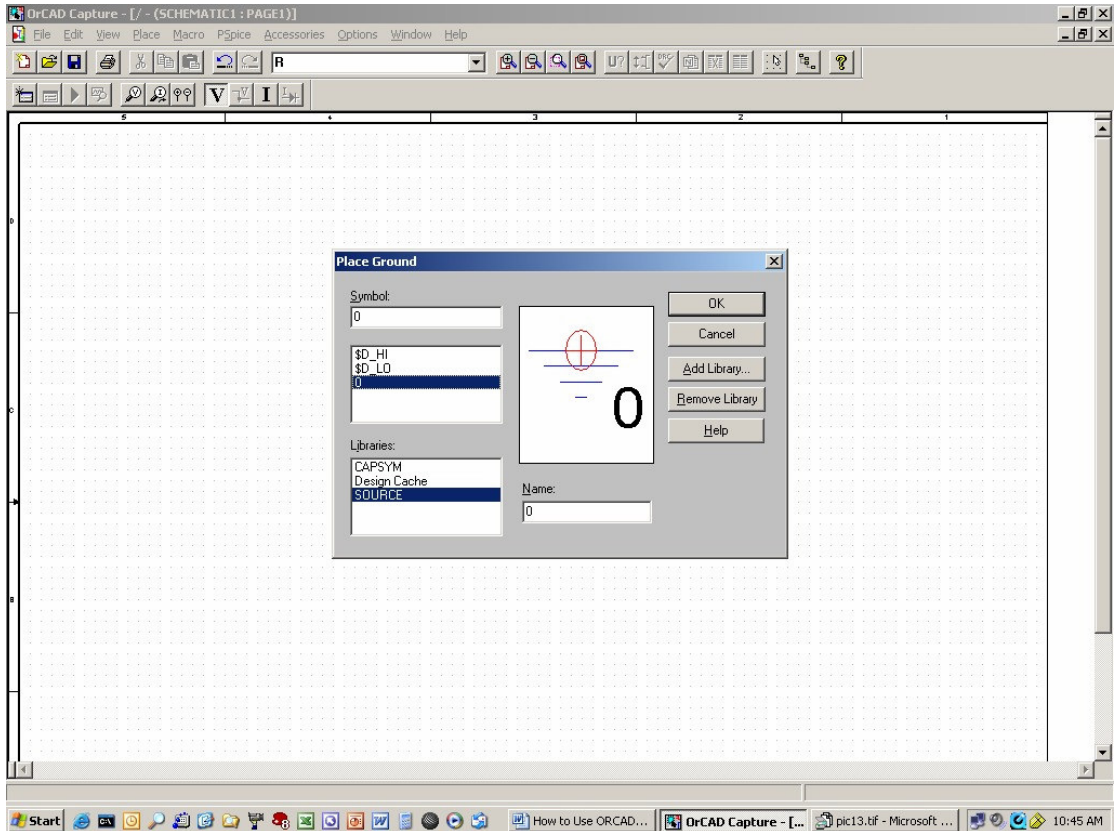 OrCAD Capture - [/ - (SCHEMATIC1 : PAGE1)]
File Edit View Place Macro PSpice Accessories Options Window Help
R
U?
DRC
V V I
5 4 3 2 1
D
C
B
Place Ground
Symbol:
0
$D_HI
$D_LO
0
Libraries:
CAPSYM
Design Cache
SOURCE
0
Name:
0
OK
Cancel
Add Library...
Remove Library
Help
Start
How to Use ORCAD...
OrCAD Capture - [...
pic13.tif - Microsoft ...
10:45 AM